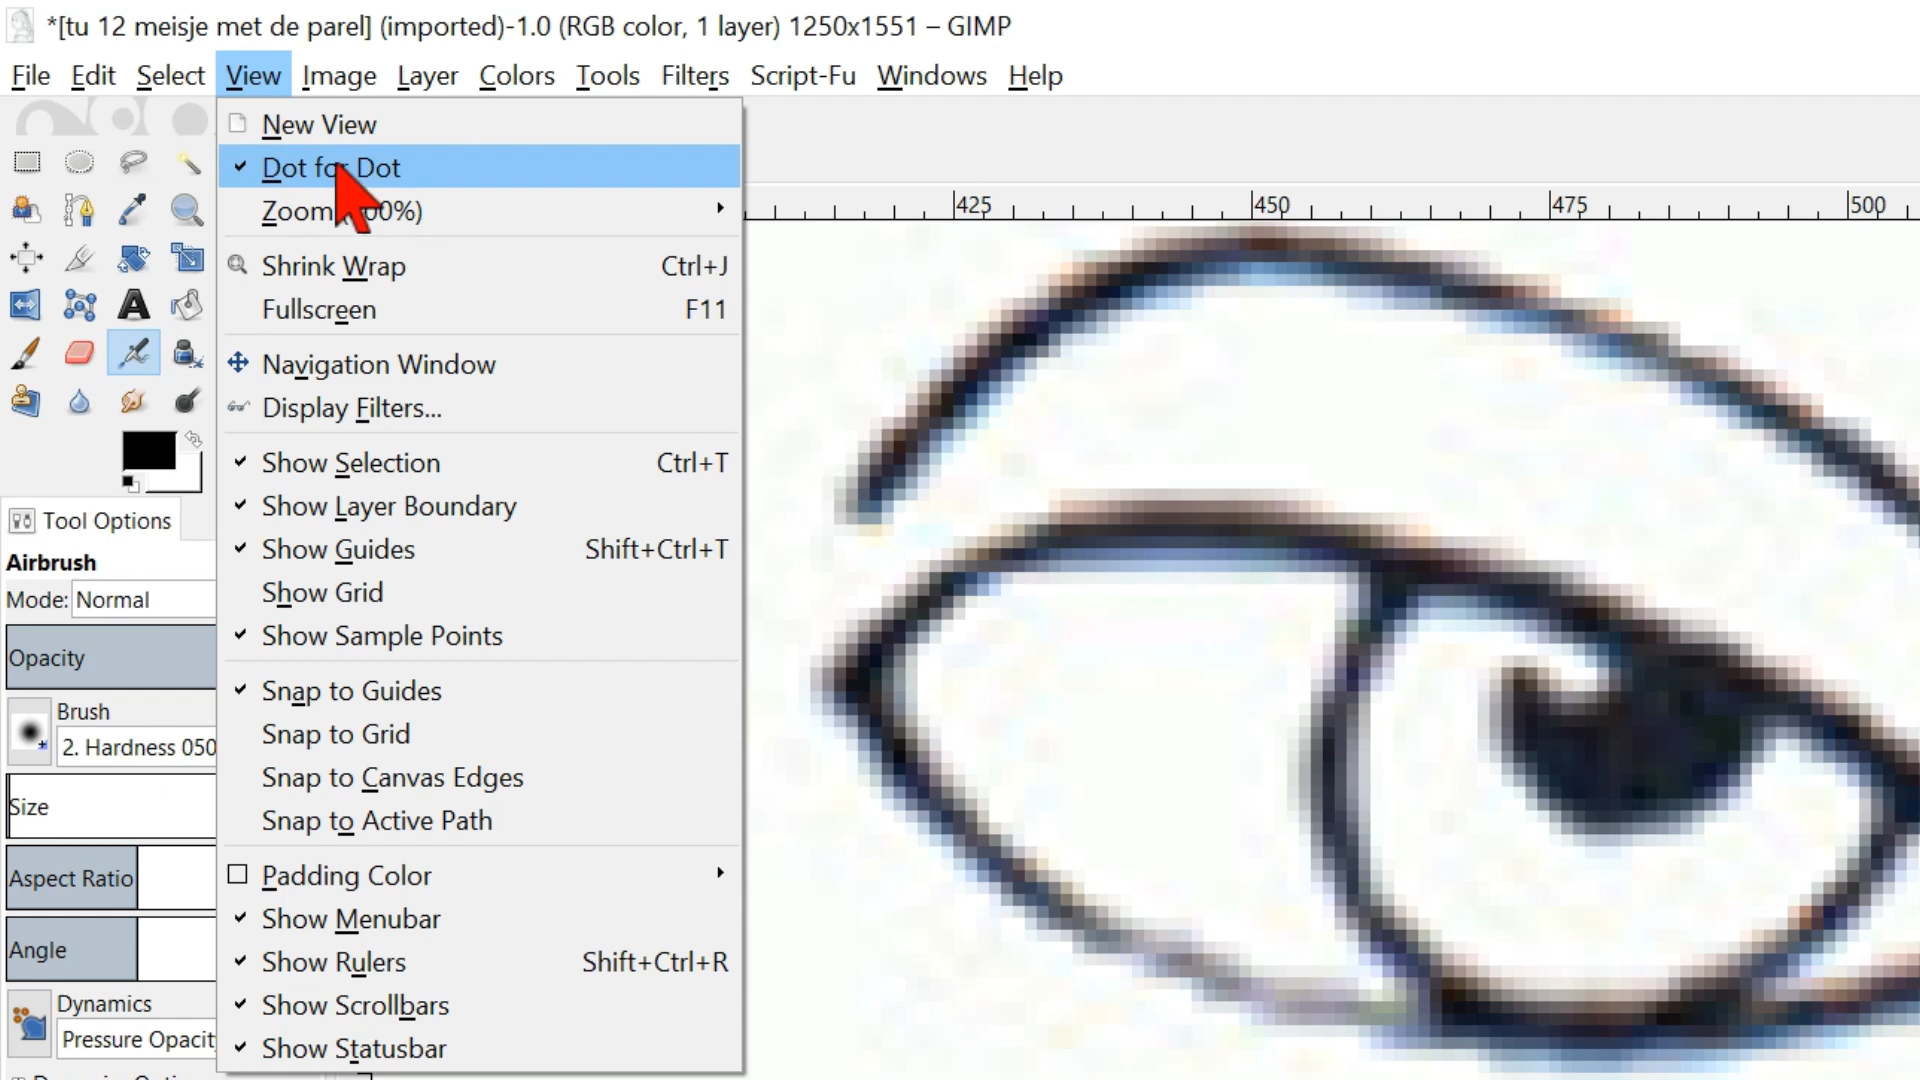 *[tu 12 meisje met de parel] (imported)-1.0 (RGB color, 1 layer) 1250x1551 – GIMP
File Edit Select View Image Layer Colors Tools Filters Script-Fu Windows Help
New View
Dot for Dot
Zoom 00%)
425 450 475 500
Shrink Wrap Ctrl+J
Fullscreen F11
Navigation Window
Display Filters...
Show Selection Ctrl+T
Show Layer Boundary
Show Guides Shift+Ctrl+T
Show Grid
Show Sample Points
Snap to Guides
Snap to Grid
Snap to Canvas Edges
Snap to Active Path
Padding Color
Show Menubar
Show Rulers Shift+Ctrl+R
Show Scrollbars
Show Statusbar
Tool Options
Airbrush
Mode: Normal
Opacity
Brush
2. Hardness 050
Size
Aspect Ratio
Angle
Dynamics
Pressure Opacity